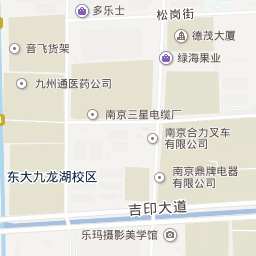 多乐士
松岗街
德茂大厦
音飞货架
绿海果业
九州通医药公司
南京三星电缆厂
南京合力叉车
有限公司
南京鼎牌电器
有限公司
东大九龙湖校区
吉印大道
乐玛摄影美学馆